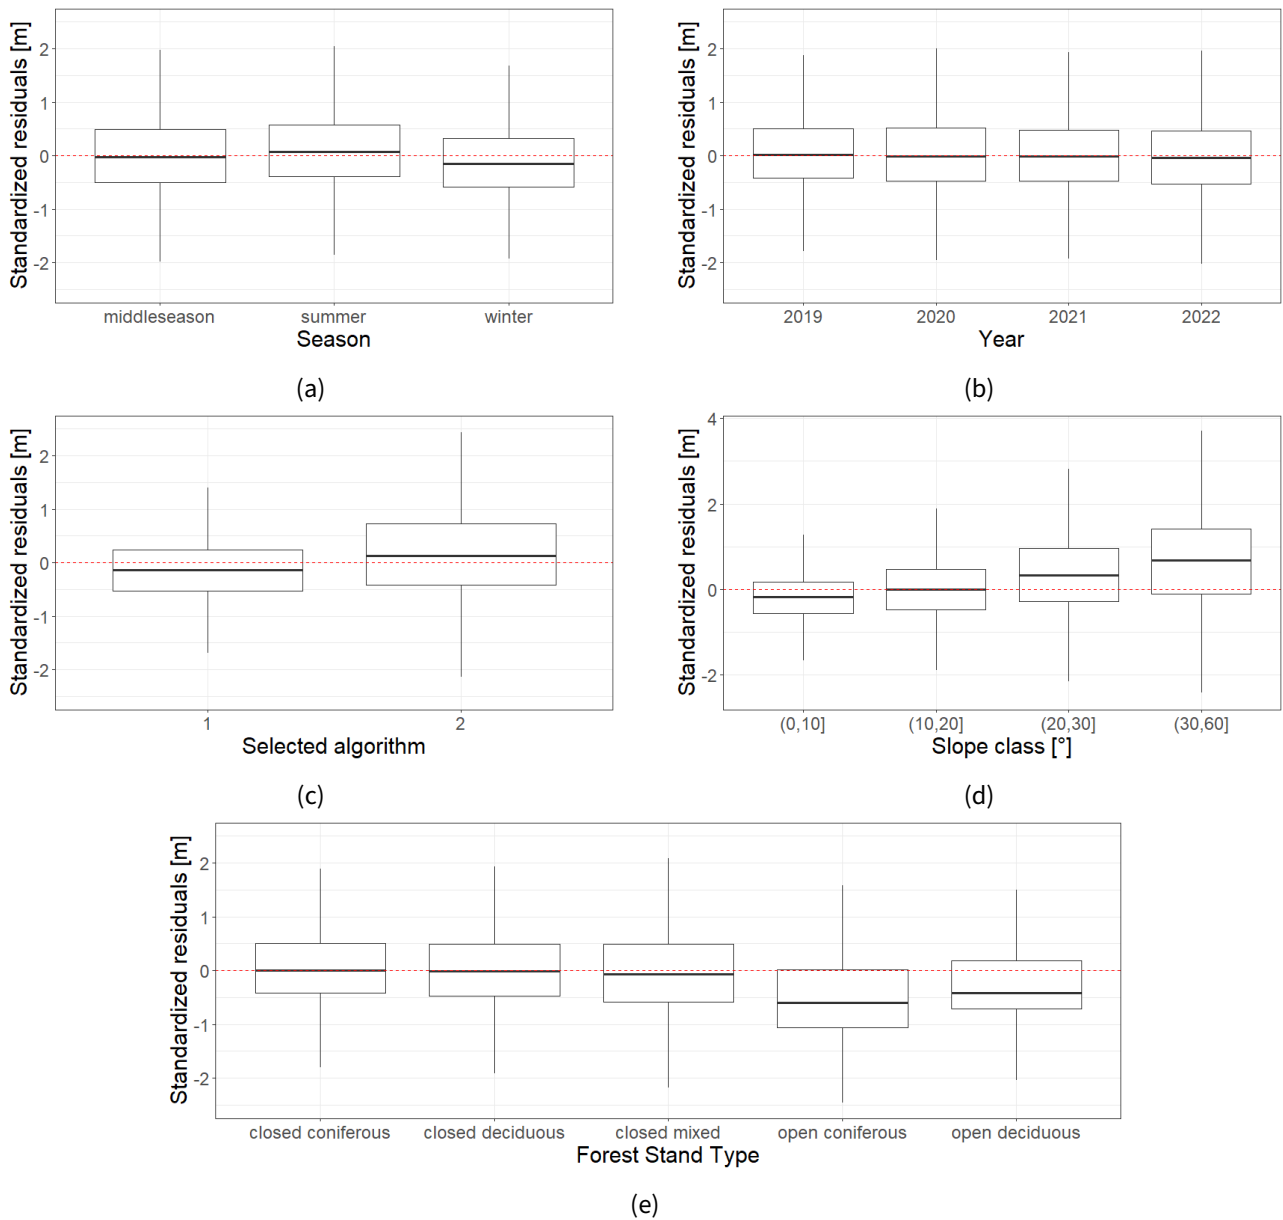 Standardized residuals [m]
2
1
0
-1
-2
middleseason summer winter
Season
(a)
Standardized residuals [m]
2
1
0
-1
-2
2019 2020 2021 2022
Year
(b)
Standardized residuals [m]
2
1
0
-1
-2
1 2
Selected algorithm
(c)
Standardized residuals [m]
4
2
0
-2
(0,10] (10,20] (20,30] (30,60]
Slope class [°]
(d)
Standardized residuals [m]
2
1
0
-1
-2
closed coniferous closed deciduous closed mixed open coniferous open deciduous
Forest Stand Type
(e)